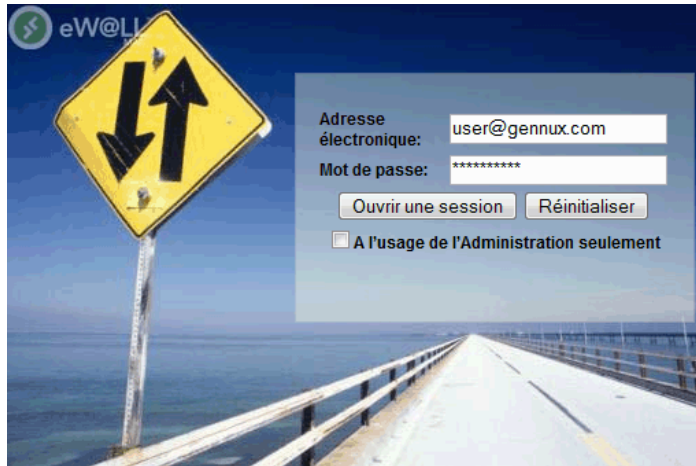 eW@LL
Adresse
électronique:
user@gennux.com
Mot de passe:
**********
Ouvrir une session
Réinitialiser
A l'usage de l'Administration seulement